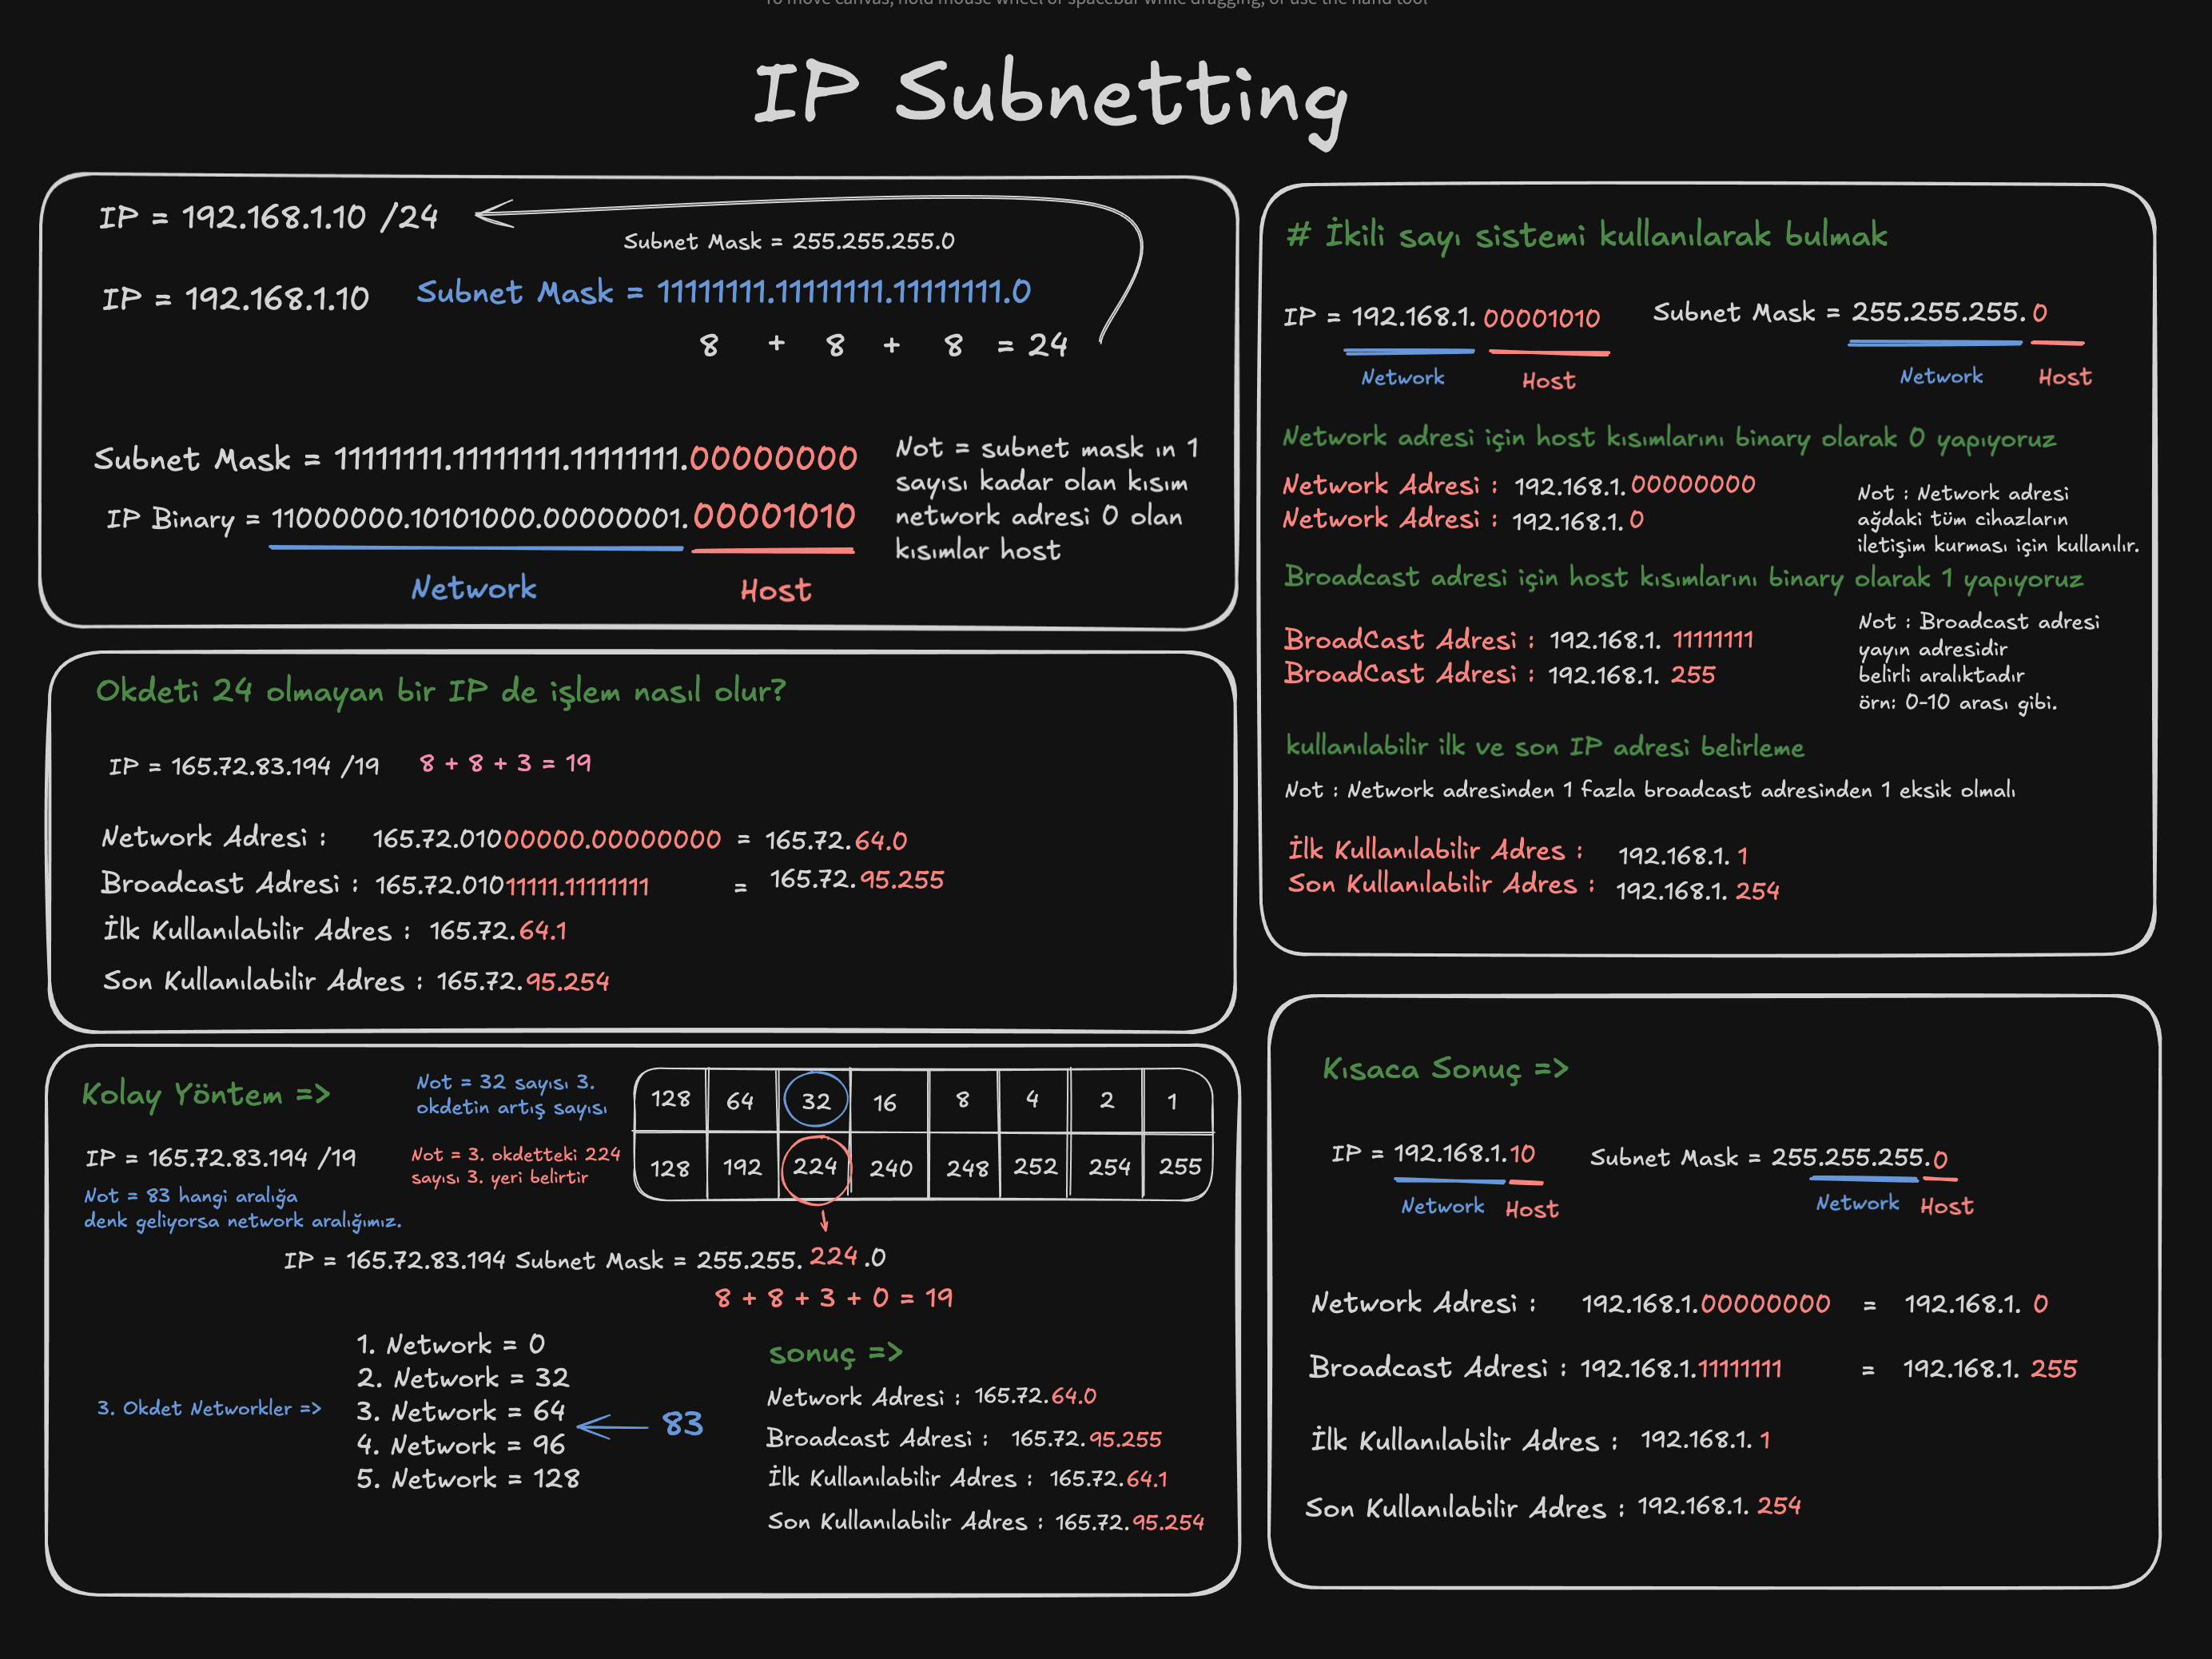 To move canvas, hold mouse wheel or spacebar while dragging, or use the hand tool
IP Subnetting
IP = 192.168.1.10 /24
Subnet Mask = 255.255.255.0
IP = 192.168.1.10
Subnet Mask = 11111111.11111111.11111111.0
8 + 8 + 8 = 24
Subnet Mask = 11111111.11111111.11111111.00000000
IP Binary = 11000000.10101000.00000001.00001010
Network
Host
Not = subnet mask ın 1
sayısı kadar olan kısım
network adresi 0 olan
kısımlar host
# İkili sayı sistemi kullanılarak bulmak
IP = 192.168.1. 00001010
Network
Host
Subnet Mask = 255.255.255. 0
Network
Host
Network adresi için host kısımlarını binary olarak 0 yapıyoruz
Network Adresi : 192.168.1.00000000
Network Adresi : 192.168.1. 0
Not : Network adresi
ağdaki tüm cihazların
iletişim kurması için kullanılır.
Broadcast adresi için host kısımlarını binary olarak 1 yapıyoruz
BroadCast Adresi : 192.168.1. 11111111
BroadCast Adresi : 192.168.1. 255
Not : Broadcast adresi
yayın adresidir
belirli aralıktadır
örn: 0-10 arası gibi.
kullanılabilir ilk ve son IP adresi belirleme
Not : Network adresinden 1 fazla broadcast adresinden 1 eksik olmalı
İlk Kullanılabilir Adres : 192.168.1. 1
Son Kullanılabilir Adres : 192.168.1. 254
Okdeti 24 olmayan bir IP de işlem nasıl olur?
IP = 165.72.83.194 /19
8 + 8 + 3 = 19
Network Adresi : 165.72.01000000.00000000 = 165.72.64.0
Broadcast Adresi : 165.72.01011111.11111111 = 165.72.95.255
İlk Kullanılabilir Adres : 165.72.64.1
Son Kullanılabilir Adres : 165.72.95.254
Kolay Yöntem =>
Not = 32 sayısı 3.
okdetin artış sayısı
128 64 32 16 8 4 2 1
128 192 224 240 248 252 254 255
IP = 165.72.83.194 /19
Not = 3. okdetteki 224
sayısı 3. yeri belirtir
Not = 83 hangi aralığa
denk geliyorsa network aralığımız.
IP = 165.72.83.194 Subnet Mask = 255.255. 224 .0
8 + 8 + 3 + 0 = 19
3. Okdet Networkler =>
1. Network = 0
2. Network = 32
3. Network = 64
4. Network = 96
5. Network = 128
83
sonuç =>
Network Adresi : 165.72.64.0
Broadcast Adresi : 165.72.95.255
İlk Kullanılabilir Adres : 165.72.64.1
Son Kullanılabilir Adres : 165.72.95.254
Kısaca Sonuç =>
IP = 192.168.1.10
Network
Host
Subnet Mask = 255.255.255.0
Network
Host
Network Adresi : 192.168.1.00000000 = 192.168.1. 0
Broadcast Adresi : 192.168.1.11111111 = 192.168.1. 255
İlk Kullanılabilir Adres : 192.168.1. 1
Son Kullanılabilir Adres : 192.168.1. 254